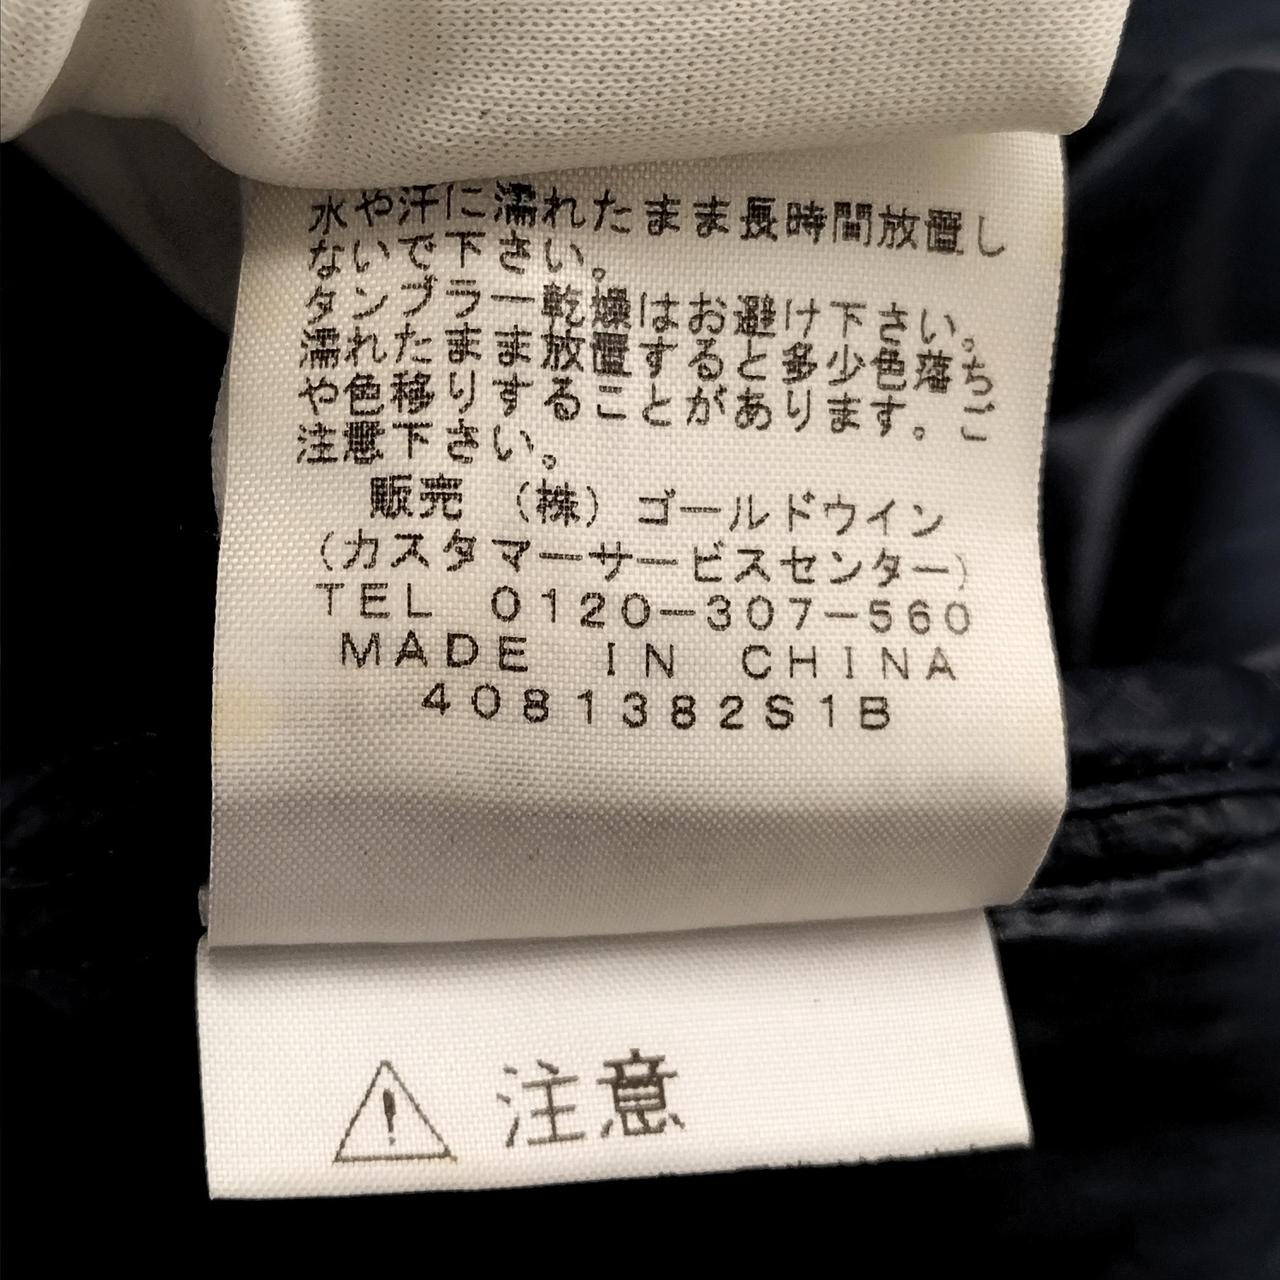 水や汗に濡れたまま長時間放置し
ないで下さい。
タンブラー乾燥はお避け下さい。
濡れたまま放置すると多少色落ち
や色移りすることがあります。ご
注意下さい。
販売 (株) ゴールドウイン
(カスタマーサービスセンター)
TEL 0120-307-560
MADE IN CHINA
4081382S1B
注意